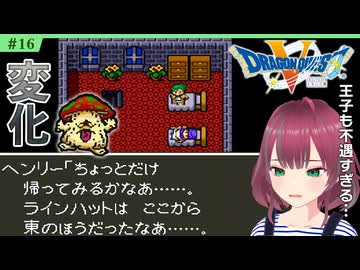 #16
変化
DRAGON QUEST V
王子も不遇すぎる…
ヘンリー「ちょっとだけ
帰ってみるかなあ……。
ラインハットは ここから
東のほうだったなあ……。